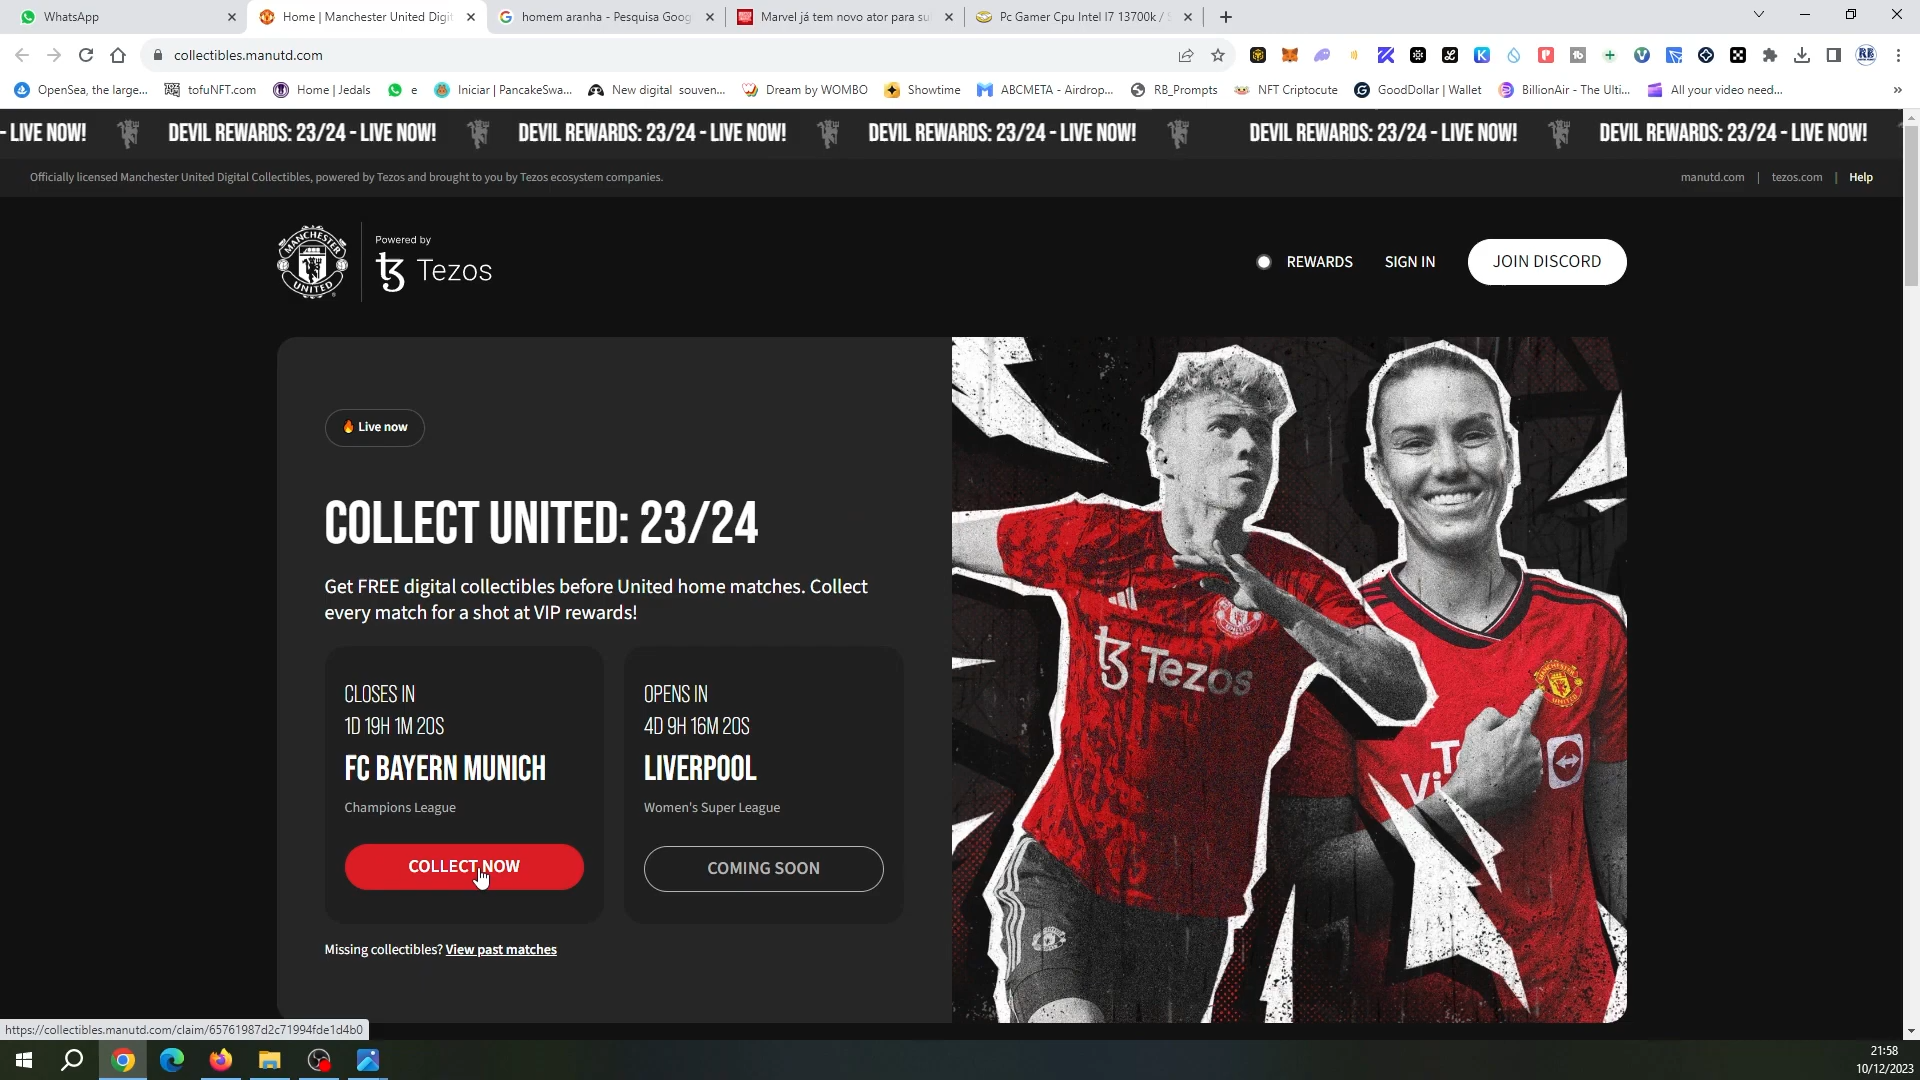 WhatsApp
Home | Manchester United Digit
homem aranha - Pesquisa Goog
Marvel já tem novo ator para su
Pc Gamer Cpu Intel I7 13700k /
collectibles.manutd.com
OpenSea, the large...
tofuNFT.com
Home | Jedals
e
Iniciar | PancakeSwa...
New digital souven...
Dream by WOMBO
Showtime
ABCMETA - Airdrop...
RB_Prompts
NFT Criptocute
GoodDollar | Wallet
BillionAir - The Ulti...
All your video need...
- LIVE NOW! DEVIL REWARDS: 23/24 - LIVE NOW! DEVIL REWARDS: 23/24 - LIVE NOW! DEVIL REWARDS: 23/24 - LIVE NOW! DEVIL REWARDS: 23/24 - LIVE NOW! DEVIL REWARDS: 23/24 - LIVE NOW!
Officially licensed Manchester United Digital Collectibles, powered by Tezos and brought to you by Tezos ecosystem companies.
manutd.com | tezos.com | Help
MANCHESTER UNITED
Powered by
Tezos
REWARDS
SIGN IN
JOIN DISCORD
🔥 Live now
COLLECT UNITED: 23/24
Get FREE digital collectibles before United home matches. Collect
every match for a shot at VIP rewards!
CLOSES IN
1D 19H 1M 20S
FC BAYERN MUNICH
Champions League
COLLECT NOW
OPENS IN
4D 9H 16M 20S
LIVERPOOL
Women's Super League
COMING SOON
Missing collectibles? View past matches
Tezos
https://collectibles.manutd.com/claim/65761987d2c71994fde1d4b0
21:58
10/12/2023